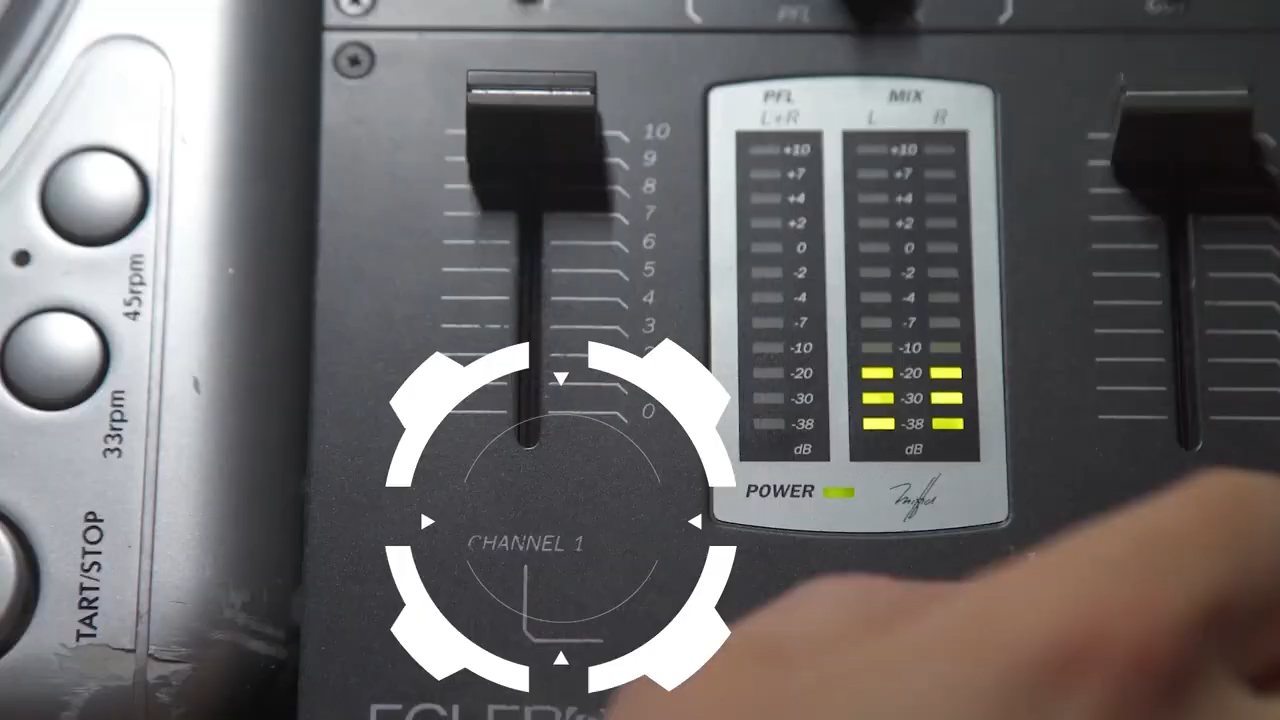 PFL
45rpm
33rpm
TART/STOP
10
9
8
7
6
5
4
3
0
CHANNEL 1
PFL MIX
L+R L R
+10 +10
+7 +7
+4 +4
+2 +2
0 0
-2 -2
-4 -4
-7 -7
-10 -10
-20 -20
-30 -30
-38 -38
dB dB
POWER